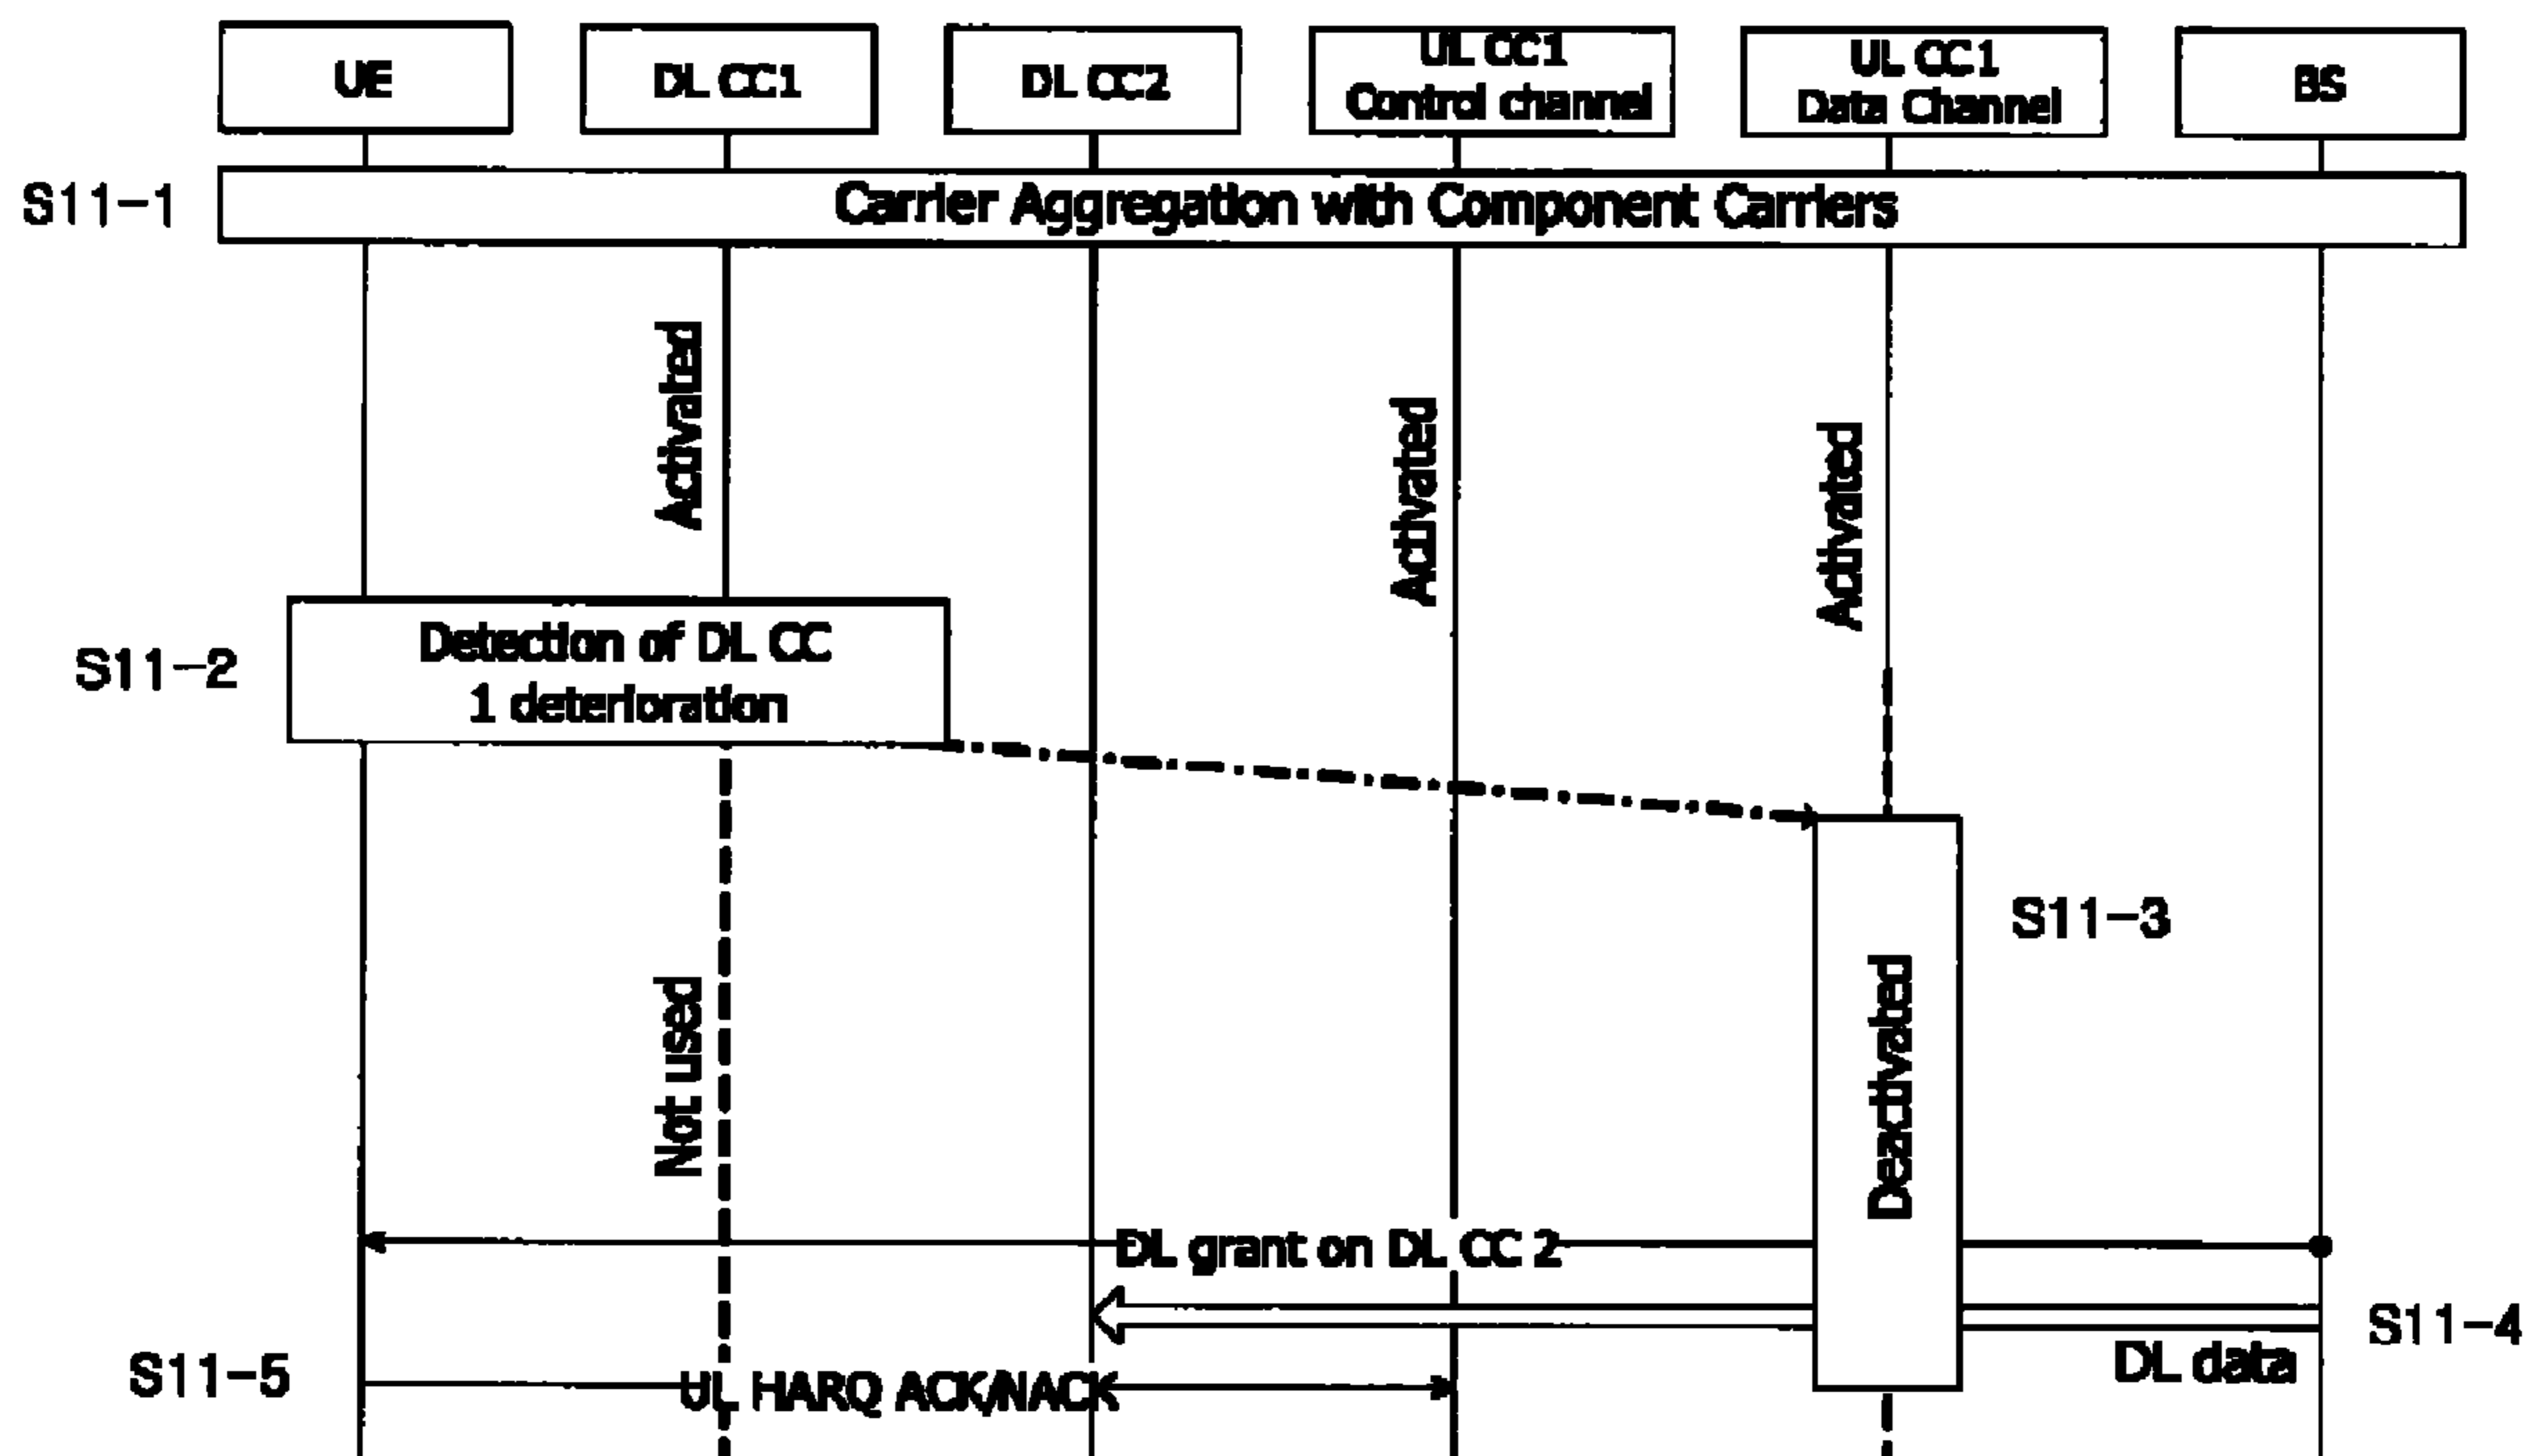 UE
DL CC1
DL CC2
UL CC1
Control channel
UL CC1
Data Channel
BS
S11-1
Carrier Aggregation with Component Carriers
Activated
Activated
Activated
S11-2
Detection of DL CC
1 deterioration
S11-3
Not used
Deactivated
DL grant on DL CC 2
S11-4
DL data
S11-5
UL HARQ ACK/NACK